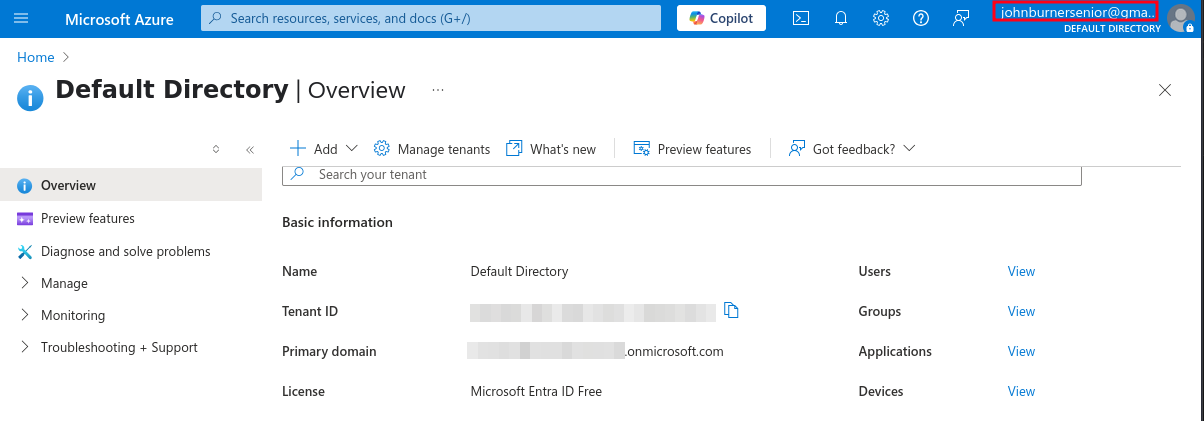 Microsoft Azure
Search resources, services, and docs (G+/)
Copilot
johnburnersenior@gma...
DEFAULT DIRECTORY
Home
Default Directory | Overview
Add
Manage tenants
What's new
Preview features
Got feedback?
Search your tenant
Overview
Preview features
Diagnose and solve problems
Manage
Monitoring
Troubleshooting + Support
Basic information
Name Default Directory Users View
Tenant ID Groups View
Primary domain .onmicrosoft.com Applications View
License Microsoft Entra ID Free Devices View